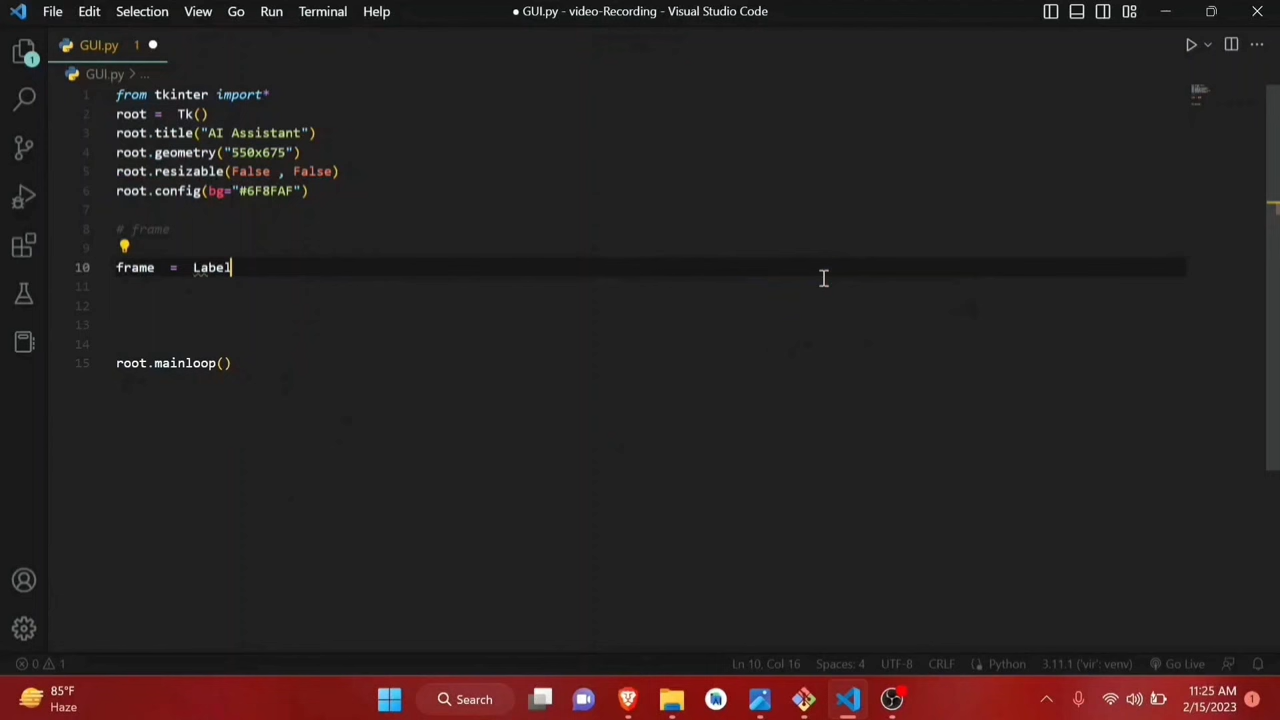 File Edit Selection View Go Run Terminal Help
● GUI.py - video-Recording - Visual Studio Code
GUI.py 1
GUI.py > ...
1 from tkinter import*
2 root = Tk()
3 root.title("AI Assistant")
4 root.geometry("550x675")
5 root.resizable(False , False)
6 root.config(bg="#6F8FAF")
7
8 # frame
9
10 frame = Label
11
12
13
14
15 root.mainloop()
0 1 Ln 10, Col 16 Spaces: 4 UTF-8 CRLF Python 3.11.1 ('vir': venv) Go Live
85°F
Haze
Search
11:25 AM
2/15/2023
1
1